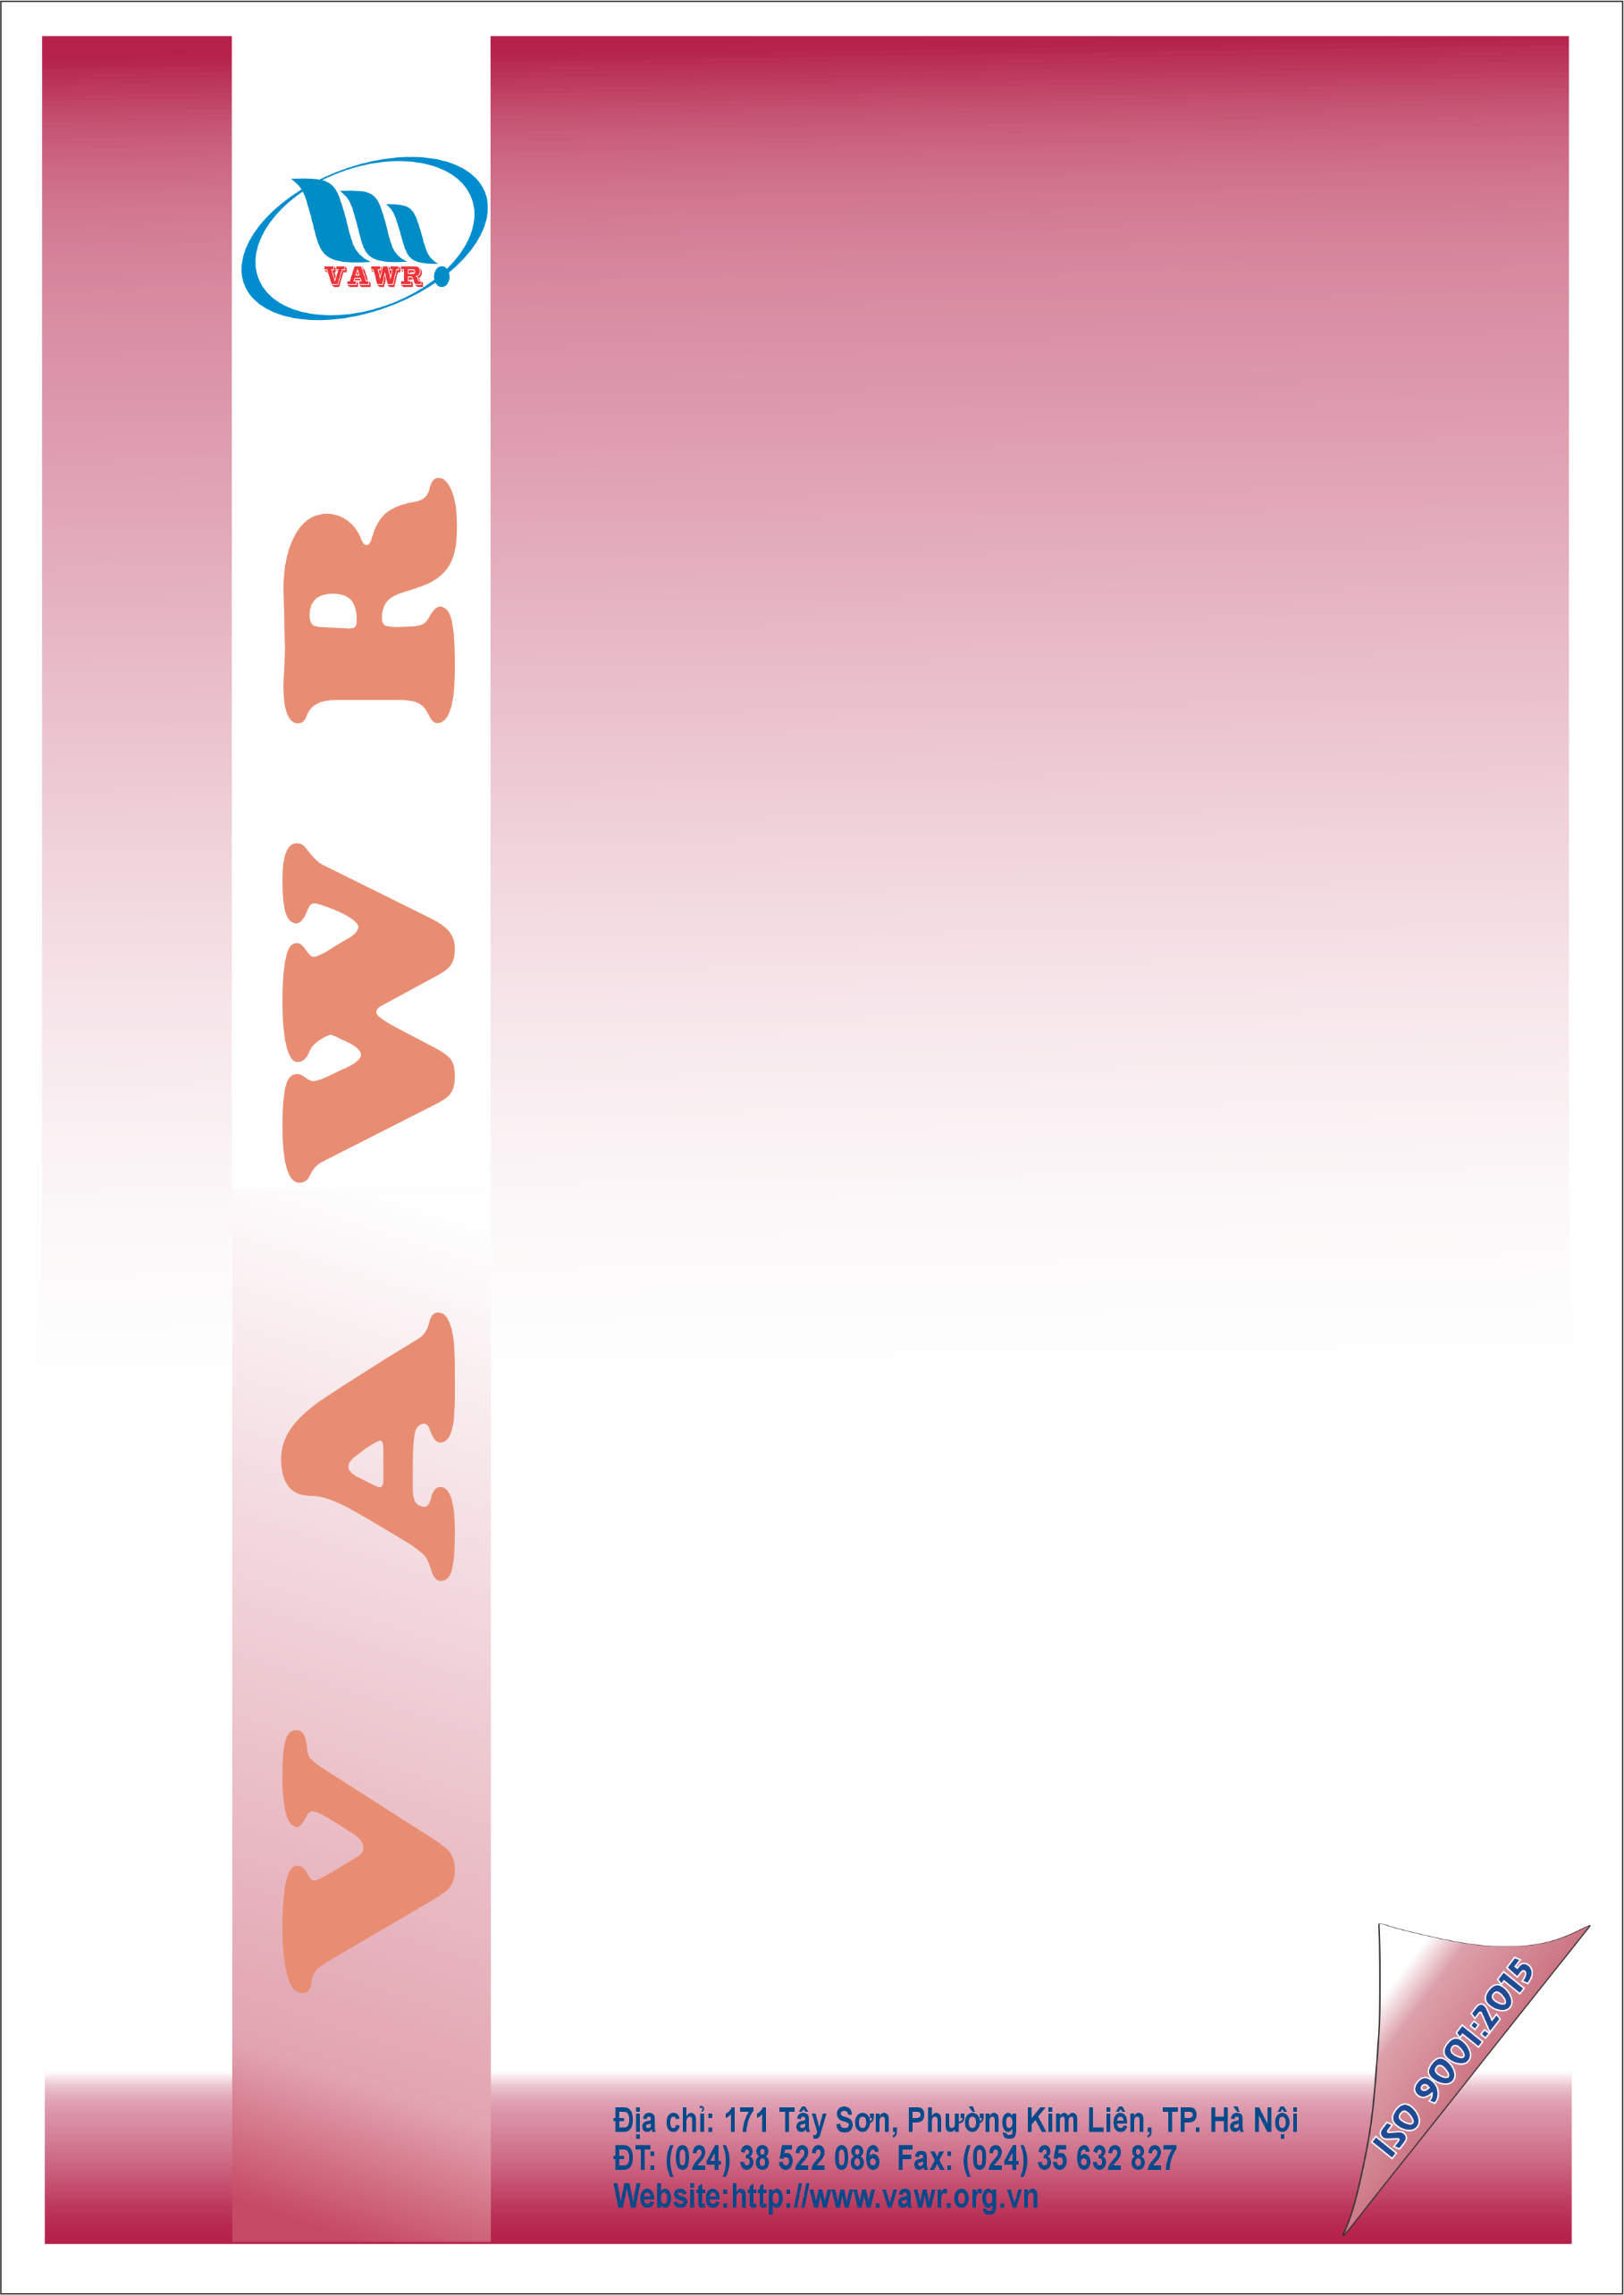 VAWR
VAWR
ISO 9001:2015
Địa chỉ: 171 Tây Sơn, Phường Kim Liên, TP. Hà Nội
ĐT: (024) 38 522 086 Fax: (024) 35 632 827
Website:http://www.vawr.org.vn